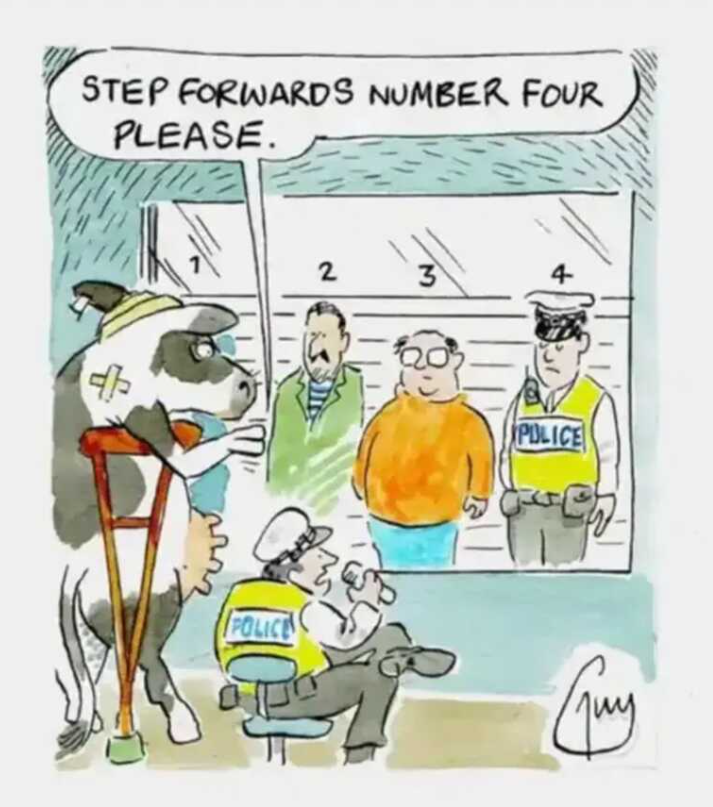 STEP FORWARDS NUMBER FOUR
PLEASE.
1 2 3 4
POLICE
POLICE
Guy